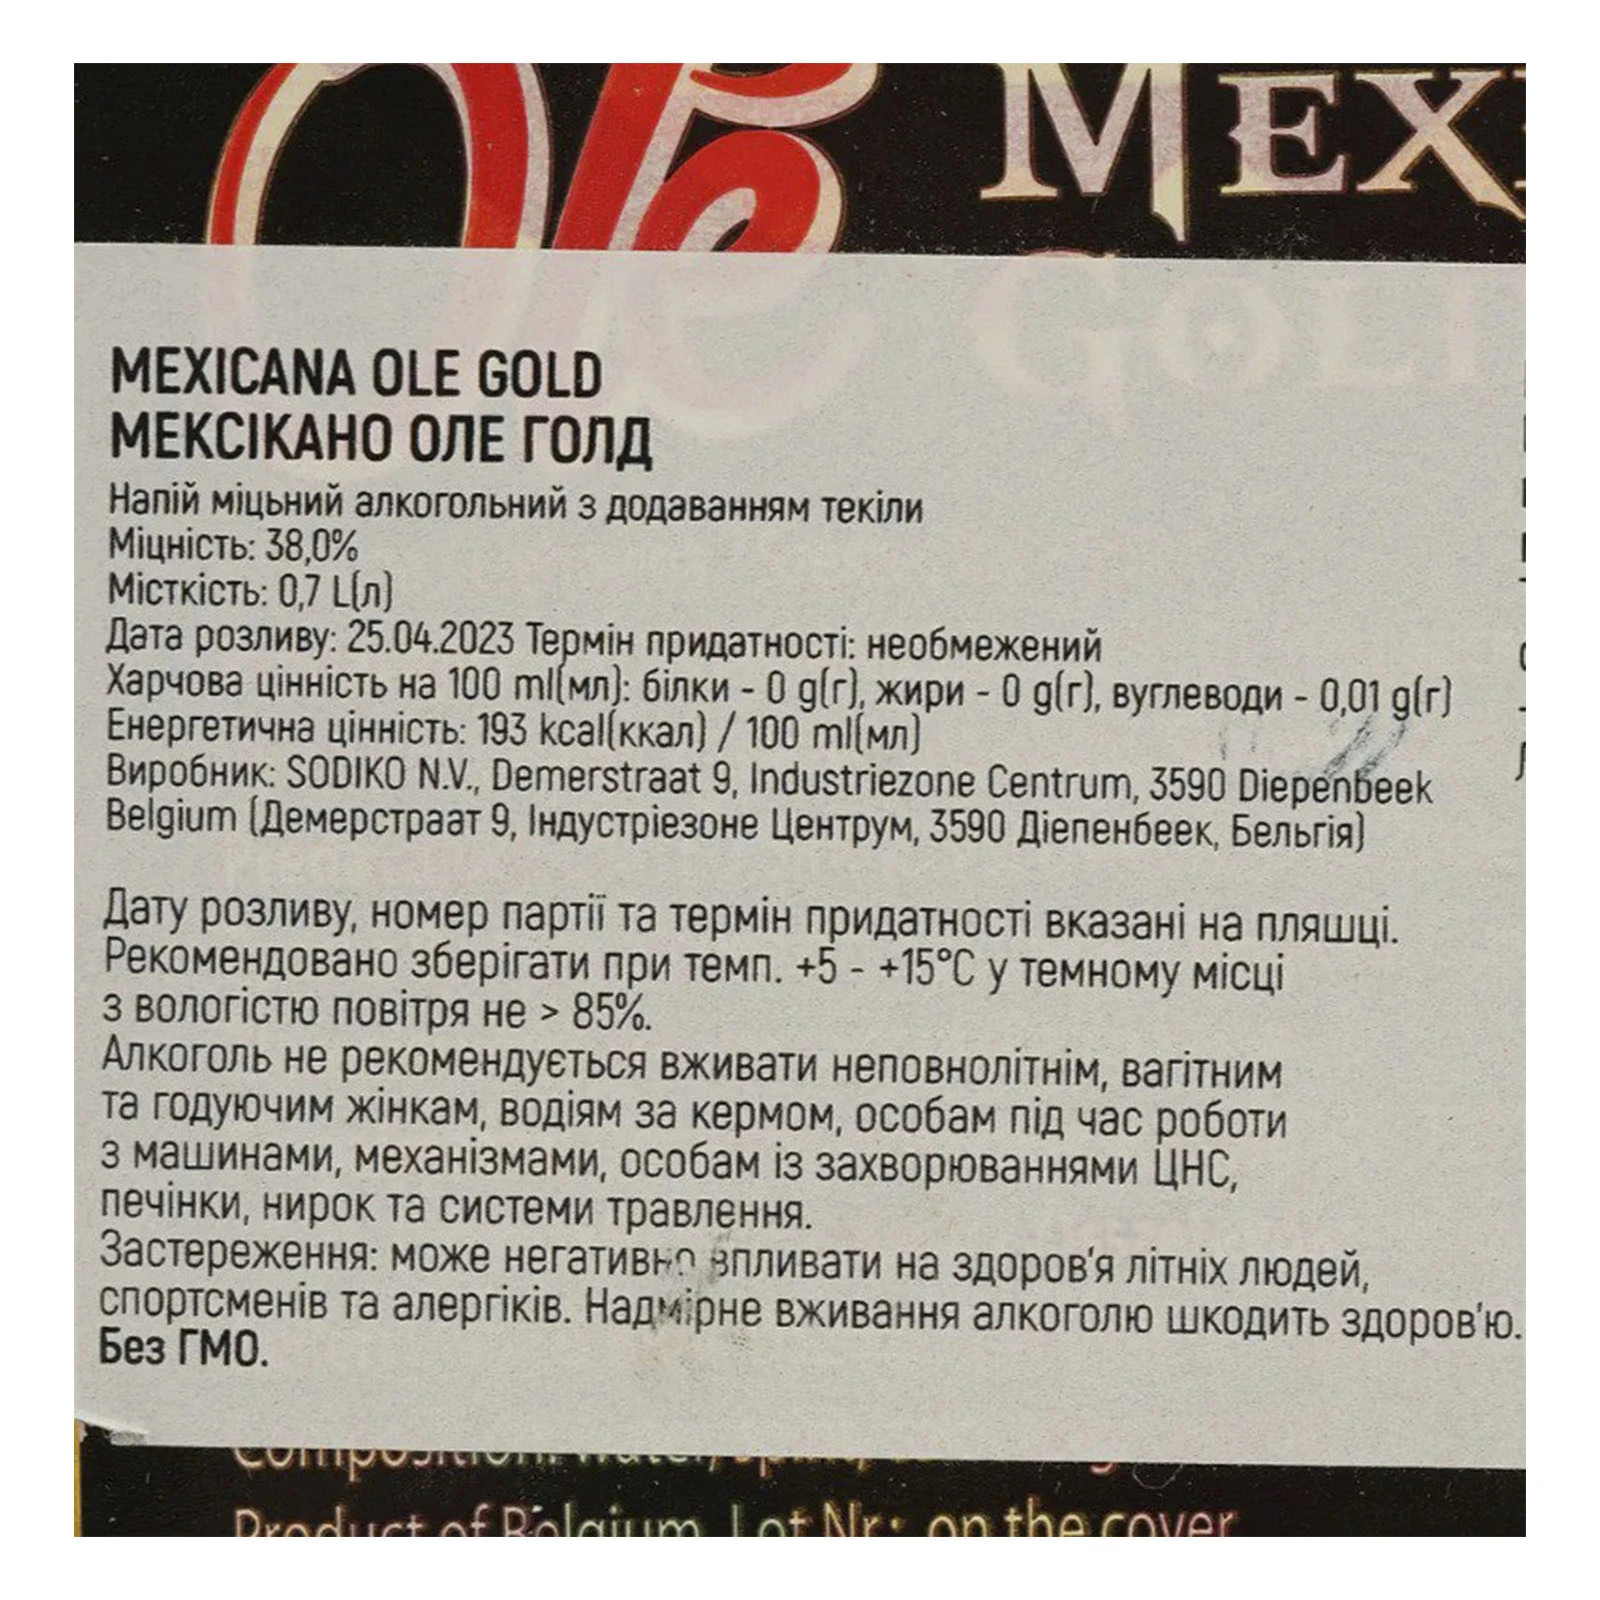 Ole MEXI
GOL
MEXICANA OLE GOLD
МЕКСІКАНО ОЛЕ ГОЛД
Напій міцьний алкогольний з додаванням текіли
Міцність: 38,0%
Місткість: 0,7 L(л)
Дата розливу: 25.04.2023 Термін придатності: необмежений
Харчова цінність на 100 ml(мл): білки - 0 g(г), жири - 0 g(г), вуглеводи - 0,01 g(г)
Енергетична цінність: 193 kcal(ккал) / 100 ml(мл)
Виробник: SODIKO N.V., Demerstraat 9, Industriezone Centrum, 3590 Diepenbeek
Belgium (Демерстраат 9, Індустріезоне Центрум, 3590 Діепенбеек, Бельгія)
Дату розливу, номер партії та термін придатності вказані на пляшці.
Рекомендовано зберігати при темп. +5 - +15°С у темному місці
з вологістю повітря не > 85%.
Алкоголь не рекомендується вживати неповнолітнім, вагітним
та годуючим жінкам, водіям за кермом, особам під час роботи
з машинами, механізмами, особам із захворюваннями ЦНС,
печінки, нирок та системи травлення.
Застереження: може негативно впливати на здоров'я літніх людей,
спортсменів та алергіків. Надмірне вживання алкоголю шкодить здоров'ю.
Без ГМО.
Composition: water,
Product of Belgium. Lot Nr.: on the cover